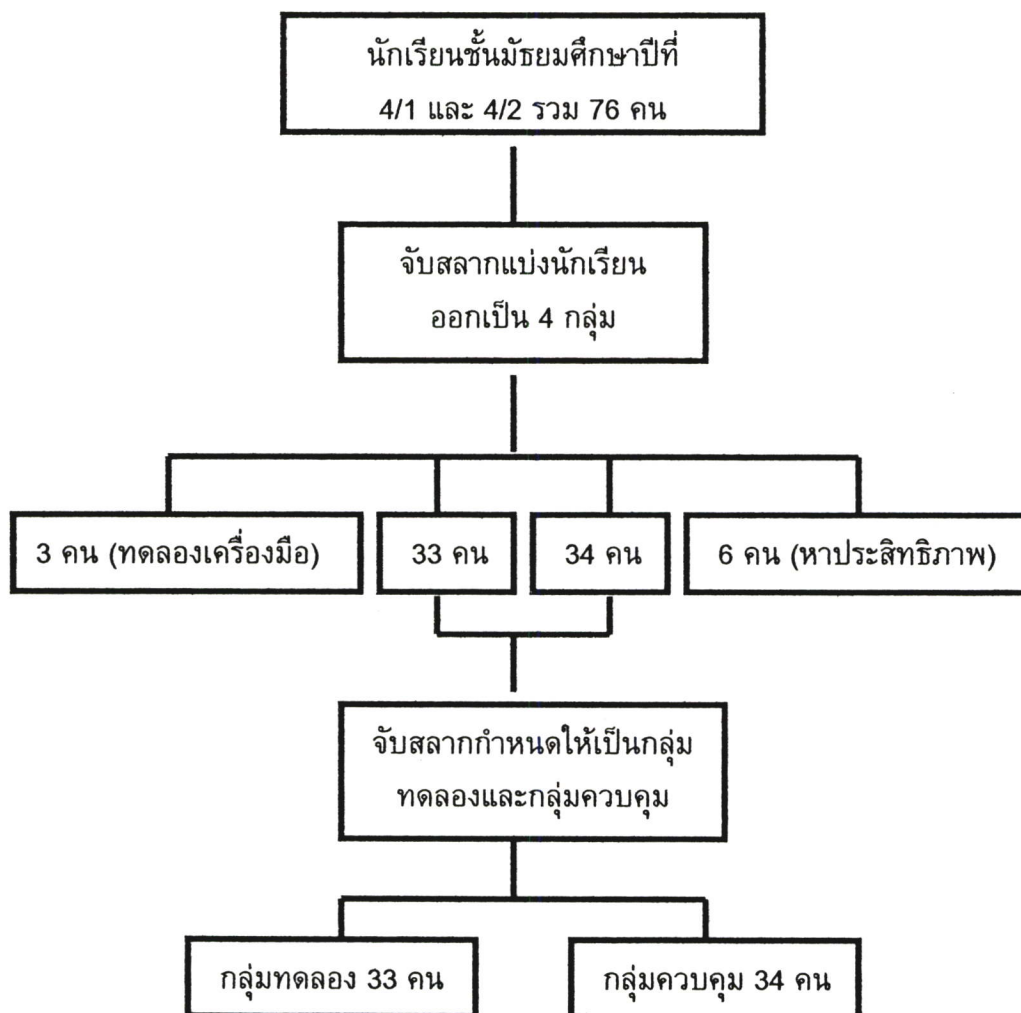 นักเรียนชั้นมัธยมศึกษาปีที่
4/1 และ 4/2 รวม 76 คน
จับสลากแบ่งนักเรียน
ออกเป็น 4 กลุ่ม
3 คน (ทดลองเครื่องมือ)
33 คน
34 คน
6 คน (หาประสิทธิภาพ)
จับสลากกำหนดให้เป็นกลุ่ม
ทดลองและกลุ่มควบคุม
กลุ่มทดลอง 33 คน
กลุ่มควบคุม 34 คน